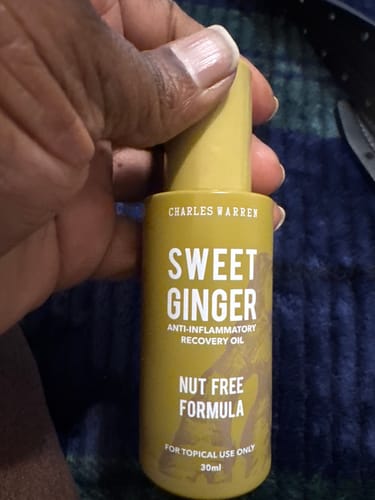 CHARLES WARREN
SWEET
GINGER
ANTI-INFLAMMATORY
RECOVERY OIL
NUT FREE
FORMULA
FOR TOPICAL USE ONLY
30ml